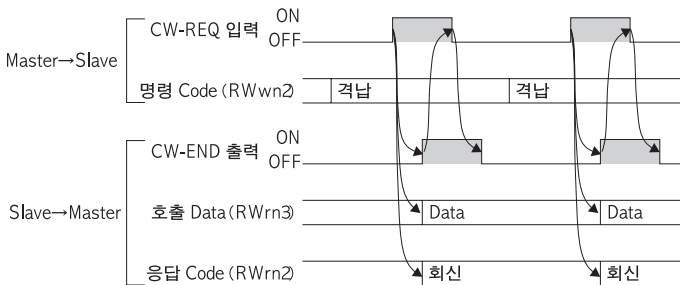 CW-REQ 입력 ON
OFF
Master→Slave
명령 Code (RWwn2) 격납 격납
CW-END 출력 ON
OFF
Slave→Master 호출 Data (RWrn3) Data Data
응답 Code (RWrn2) 회신 회신